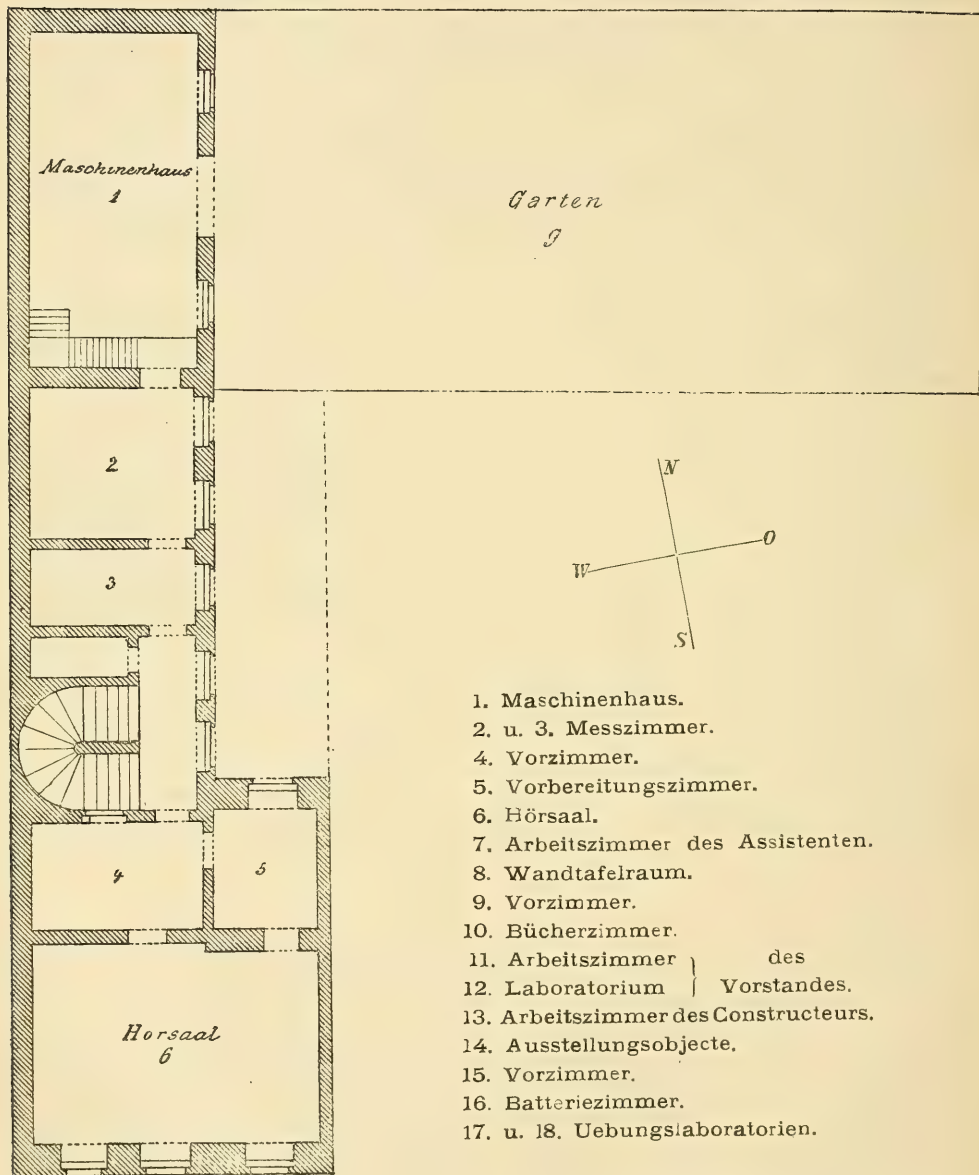 Maschinenhaus
1
Garten
9
2
3
N
W
O
S
4
5
Horsaal
6
1. Maschinenhaus.
2. u. 3. Messzimmer.
4. Vorzimmer.
5. Vorbereitungszimmer.
6. Hörsaal.
7. Arbeitszimmer des Assistenten.
8. Wandtafelraum.
9. Vorzimmer.
10. Bücherzimmer.
11. Arbeitszimmer } des
12. Laboratorium } Vorstandes.
13. Arbeitszimmer des Constructeurs.
14. Ausstellungsobjecte.
15. Vorzimmer.
16. Batteriezimmer.
17. u. 18. Uebungslaboratorien.